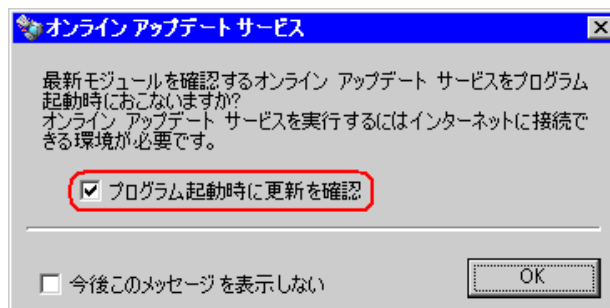 オンライン アップデート サービス
最新モジュールを確認するオンライン アップデート サービスをプログラム
起動時におこないますか?
オンライン アップデート サービスを実行するにはインターネットに接続で
きる環境が必要です。
プログラム起動時に更新を確認
今後このメッセージを表示しない
OK